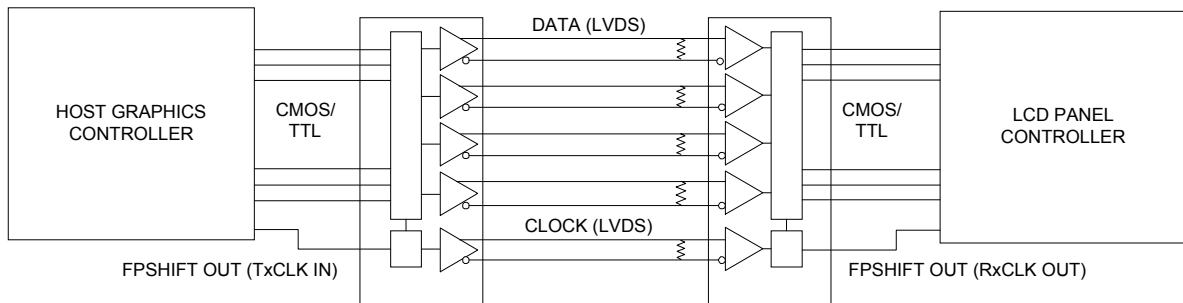 DATA (LVDS)
HOST GRAPHICS
CONTROLLER
CMOS/
TTL
CMOS/
TTL
LCD PANEL
CONTROLLER
CLOCK (LVDS)
FPSHIFT OUT (TxCLK IN)
FPSHIFT OUT (RxCLK OUT)